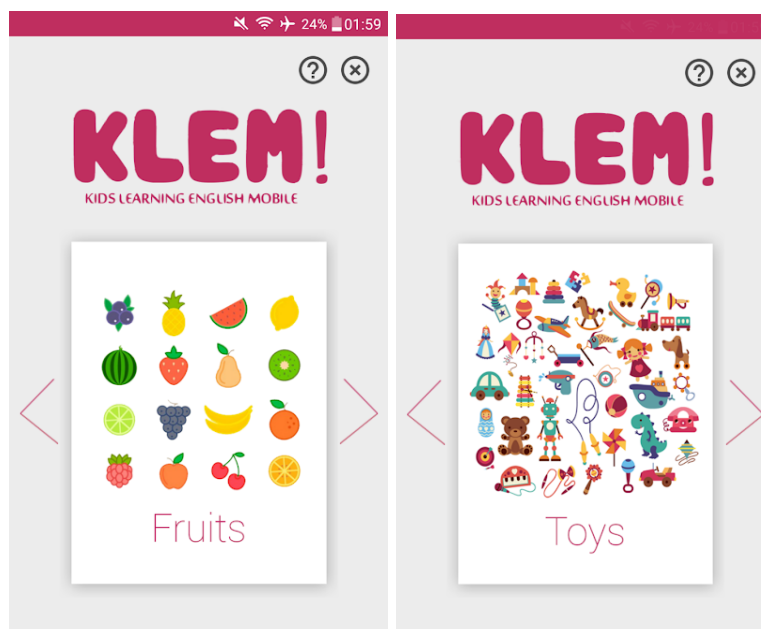 24% 01:59
KLEM!
KIDS LEARNING ENGLISH MOBILE
Fruits
KLEM!
KIDS LEARNING ENGLISH MOBILE
Toys